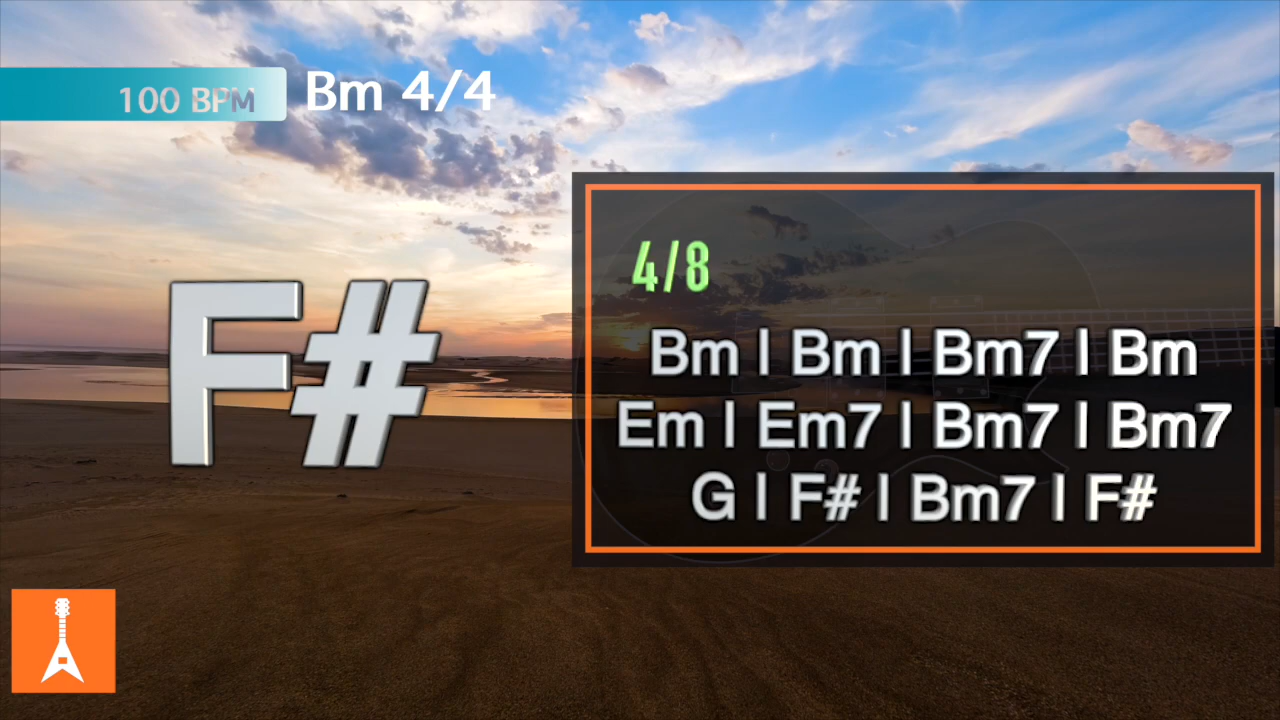 100 BPM
Bm 4/4
F#
4/8
Bm | Bm | Bm7 | Bm
Em | Em7 | Bm7 | Bm7
G | F# | Bm7 | F#